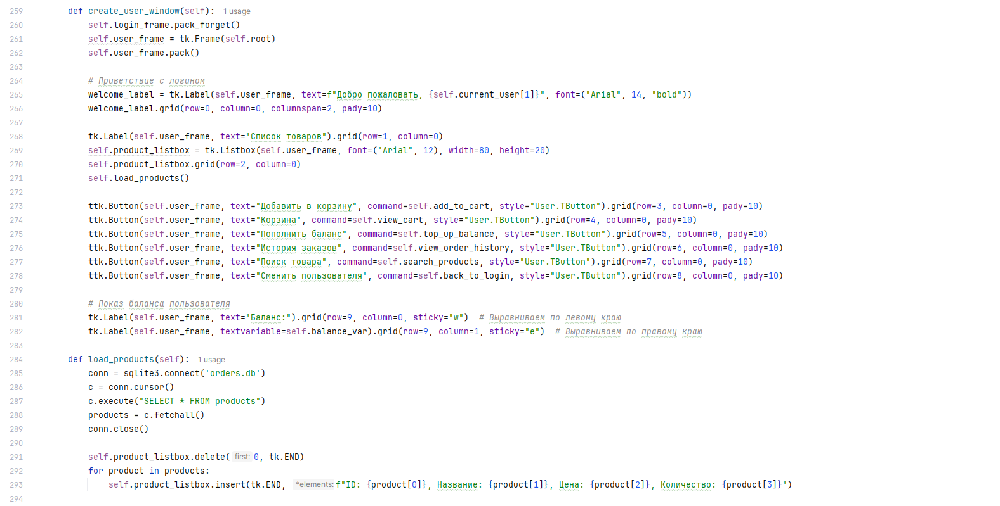 259 def create_user_window(self): 1 usage
260 self.login_frame.pack_forget()
261 self.user_frame = tk.Frame(self.root)
262 self.user_frame.pack()
263
264 # Приветствие с логином
265 welcome_label = tk.Label(self.user_frame, text=f"Добро пожаловать, {self.current_user[1]}", font=("Arial", 14, "bold"))
266 welcome_label.grid(row=0, column=0, columnspan=2, pady=10)
267
268 tk.Label(self.user_frame, text="Список товаров").grid(row=1, column=0)
269 self.product_listbox = tk.Listbox(self.user_frame, font=("Arial", 12), width=80, height=20)
270 self.product_listbox.grid(row=2, column=0)
271 self.load_products()
272
273 ttk.Button(self.user_frame, text="Добавить в корзину", command=self.add_to_cart, style="User.TButton").grid(row=3, column=0, pady=10)
274 ttk.Button(self.user_frame, text="Корзина", command=self.view_cart, style="User.TButton").grid(row=4, column=0, pady=10)
275 ttk.Button(self.user_frame, text="Пополнить баланс", command=self.top_up_balance, style="User.TButton").grid(row=5, column=0, pady=10)
276 ttk.Button(self.user_frame, text="История заказов", command=self.view_order_history, style="User.TButton").grid(row=6, column=0, pady=10)
277 ttk.Button(self.user_frame, text="Поиск товара", command=self.search_products, style="User.TButton").grid(row=7, column=0, pady=10)
278 ttk.Button(self.user_frame, text="Сменить пользователя", command=self.back_to_login, style="User.TButton").grid(row=8, column=0, pady=10)
279
280 # Показ баланса пользователя
281 tk.Label(self.user_frame, text="Баланс:").grid(row=9, column=0, sticky="w") # Выравниваем по левому краю
282 tk.Label(self.user_frame, textvariable=self.balance_var).grid(row=9, column=1, sticky="e") # Выравниваем по правому краю
283
284 def load_products(self): 1 usage
285 conn = sqlite3.connect('orders.db')
286 c = conn.cursor()
287 c.execute("SELECT * FROM products")
288 products = c.fetchall()
289 conn.close()
290
291 self.product_listbox.delete( first: 0, tk.END)
292 for product in products:
293 self.product_listbox.insert(tk.END, *elements: f"ID: {product[0]}, Название: {product[1]}, Цена: {product[2]}, Количество: {product[3]}")
294